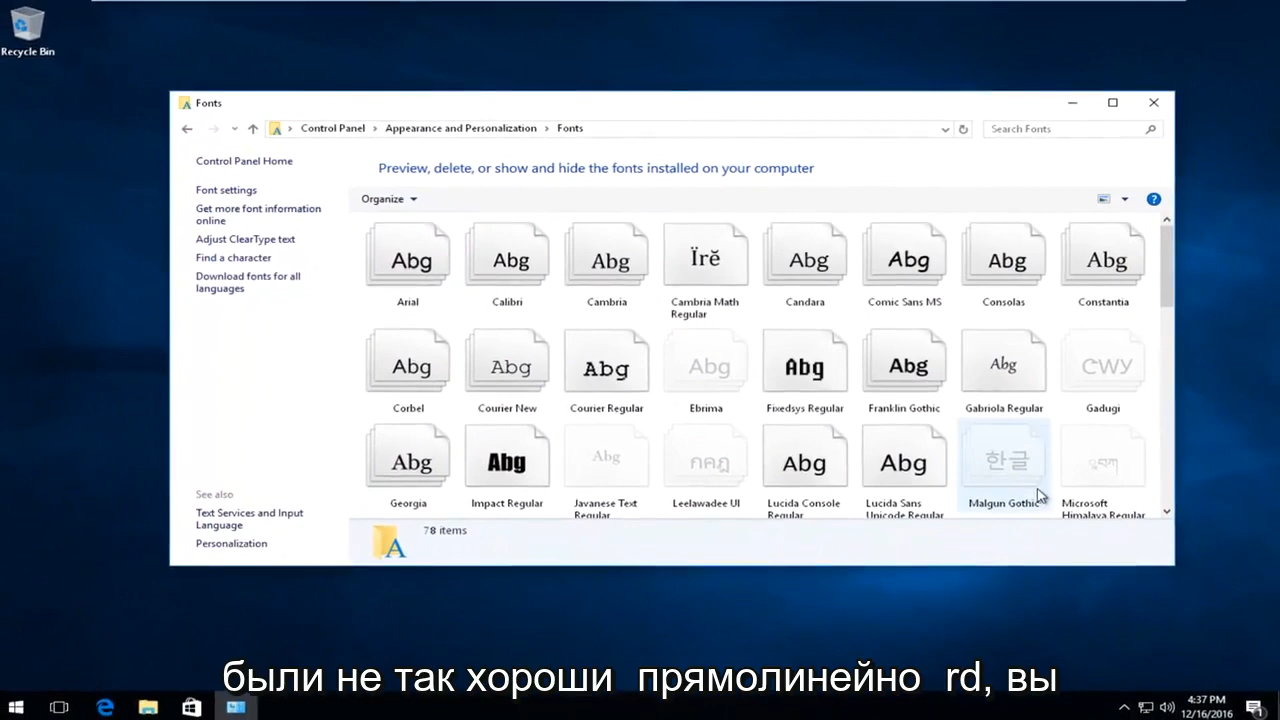 Recycle Bin
Fonts
Control Panel > Appearance and Personalization > Fonts
Search Fonts
Control Panel Home
Font settings
Get more font information
online
Adjust ClearType text
Find a character
Download fonts for all
languages
See also
Text Services and Input
Language
Personalization
Preview, delete, or show and hide the fonts installed on your computer
Organize
?
Abg Abg Abg Ïrĕ Abg Abg Abg Abg
Arial Calibri Cambria Cambria Math Candara Comic Sans MS Consolas Constantia
Regular
Abg Abg Abg Abg Abg Abg Abg ᑕᗯY
Corbel Courier New Courier Regular Ebrima Fixedsys Regular Franklin Gothic Gabriola Regular Gadugi
Abg Abg Abg กคฎ Abg Abg 한글
Georgia Impact Regular Javanese Text Leelawadee UI Lucida Console Lucida Sans Malgun Gothic Microsoft
Regular Regular Unicode Regular Himalaya Regular
78 items
были не так хороши прямолинейно rd, вы
4:37 PM
12/16/2016
1